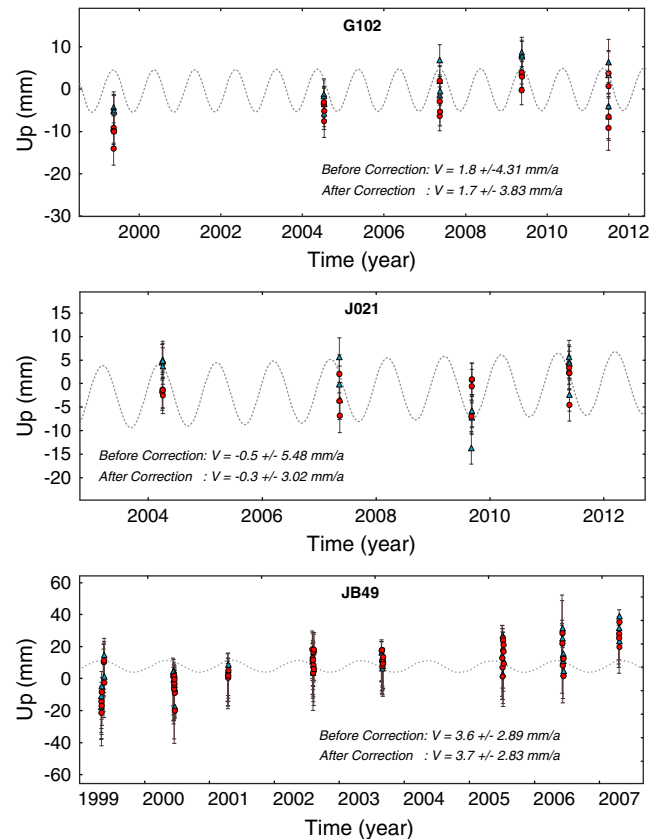 G102
Up (mm)
10
0
-10
-20
-30
Before Correction: V = 1.8 +/-4.31 mm/a
After Correction : V = 1.7 +/- 3.83 mm/a
2000 2002 2004 2006 2008 2010 2012
Time (year)
J021
Up (mm)
15
10
5
0
-5
-10
-15
-20
Before Correction: V = -0.5 +/- 5.48 mm/a
After Correction : V = -0.3 +/- 3.02 mm/a
2004 2006 2008 2010 2012
Time (year)
JB49
Up (mm)
60
40
20
0
-20
-40
-60
Before Correction: V = 3.6 +/- 2.89 mm/a
After Correction : V = 3.7 +/- 2.83 mm/a
1999 2000 2001 2002 2003 2004 2005 2006 2007
Time (year)